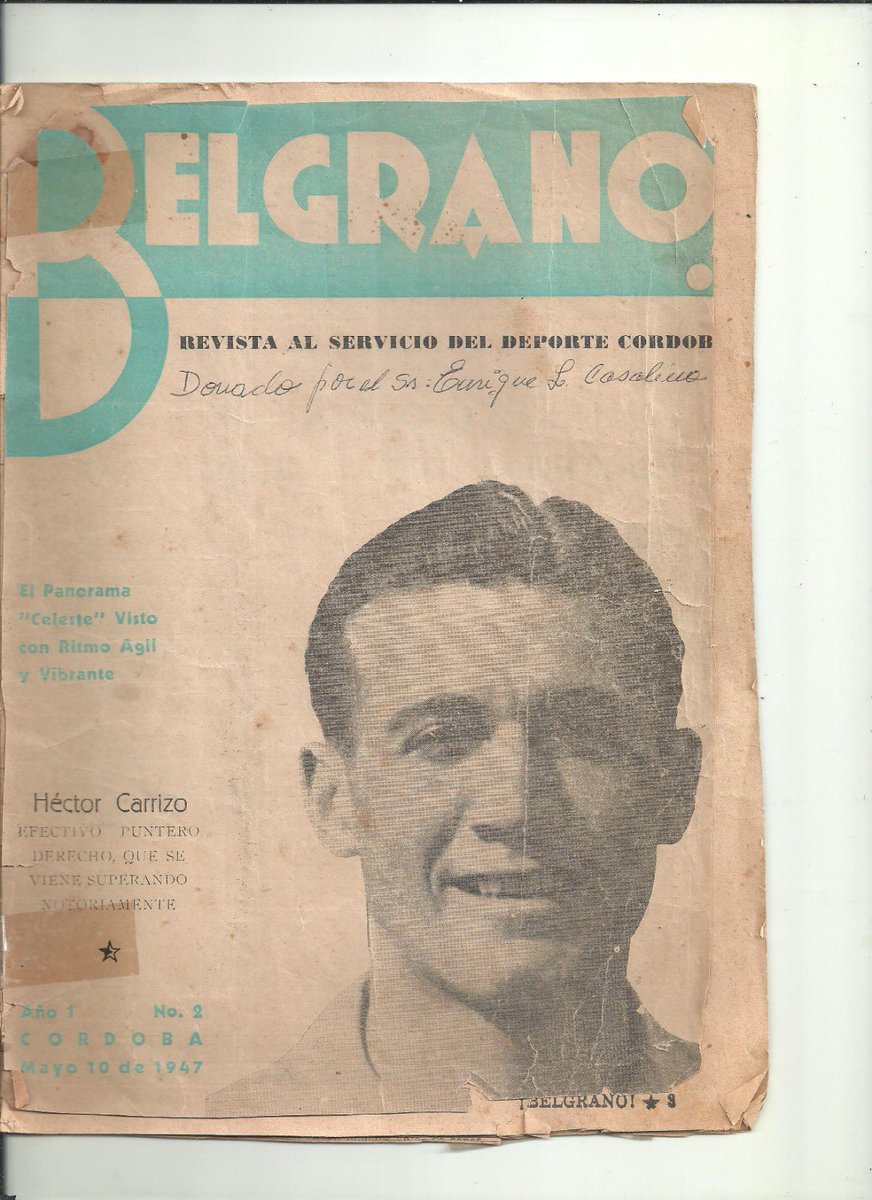 BELGRANO
REVISTA AL SERVICIO DEL DEPORTE CORDOB
Donado por el Sr: Enrique L. Casalino
El Panorama
"Celeste" Visto
con Ritmo Agil
y Vibrante
Héctor Carrizo
EFECTIVO PUNTERO
DERECHO, QUE SE
VIENE SUPERANDO
NOTORIAMENTE
Año 1 No. 2
CORDOBA
Mayo 10 de 1947
¡BELGRANO! ★ 3